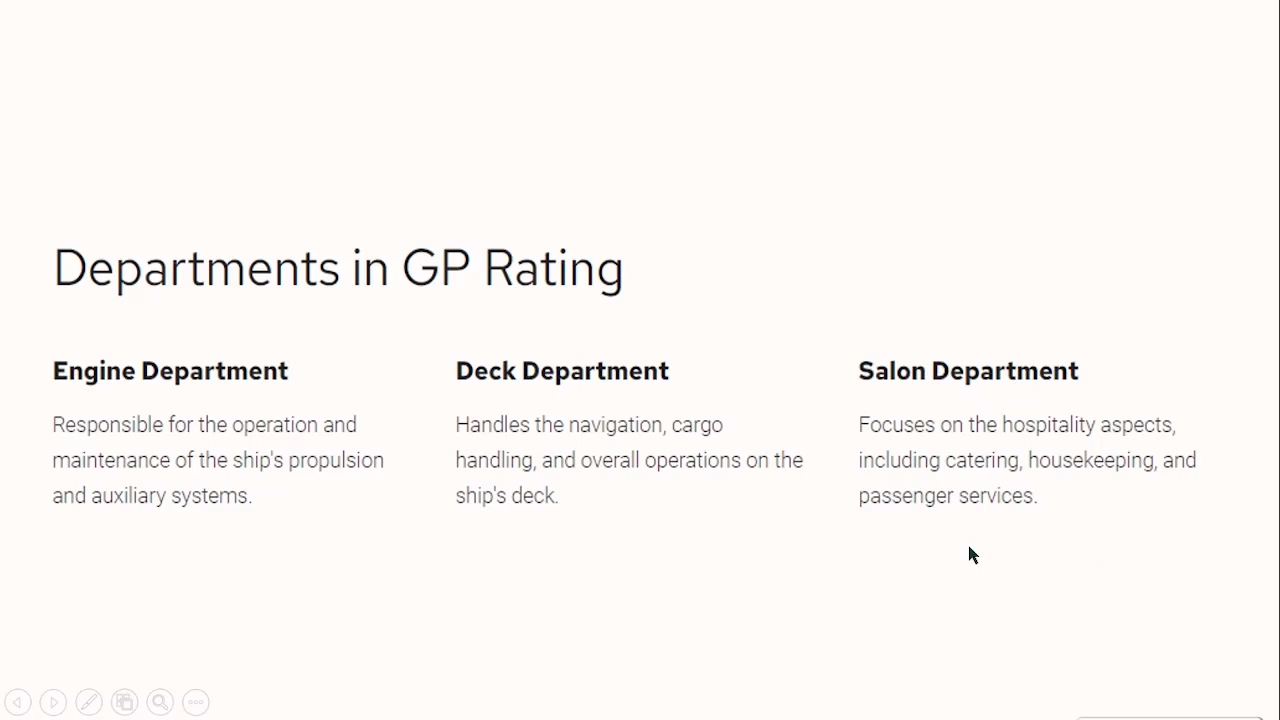 Departments in GP Rating
Engine Department
Responsible for the operation and
maintenance of the ship's propulsion
and auxiliary systems.
Deck Department
Handles the navigation, cargo
handling, and overall operations on the
ship's deck.
Salon Department
Focuses on the hospitality aspects,
including catering, housekeeping, and
passenger services.